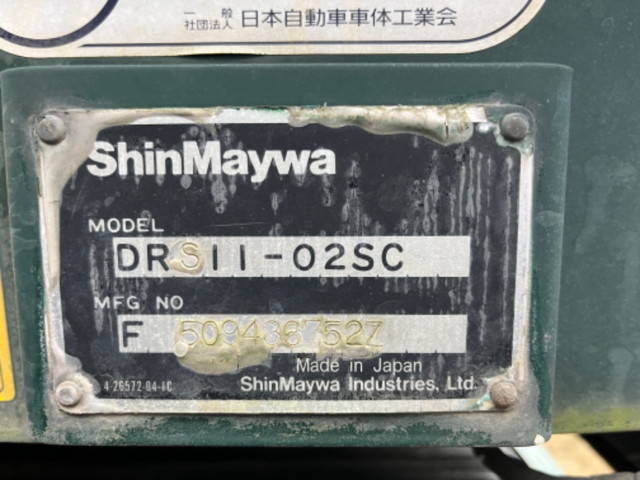 一般
社団法人 日本自動車車体工業会
ShinMaywa
MODEL
DRS11-02SC
MFG NO
F
Made in Japan
4-26572-04-1C
ShinMaywa Industries, Ltd.